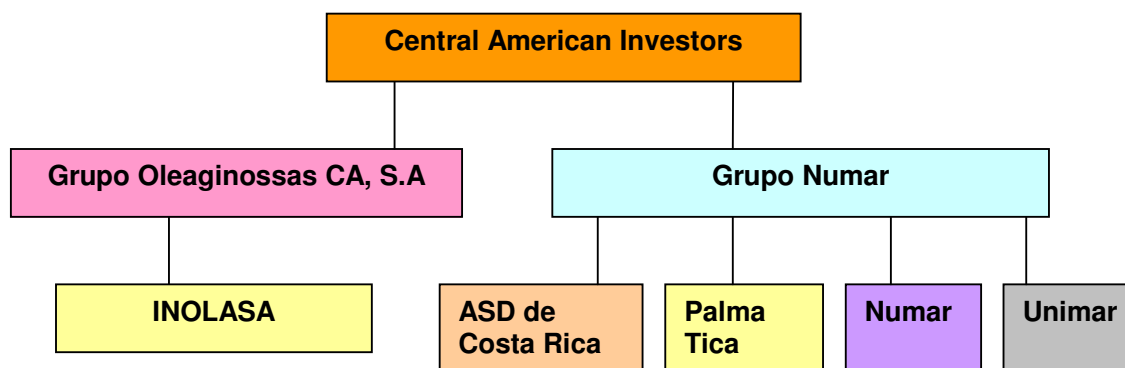 Central American Investors
Grupo Oleaginossas CA, S.A
Grupo Numar
INOLASA
ASD de
Costa Rica
Palma
Tica
Numar
Unimar